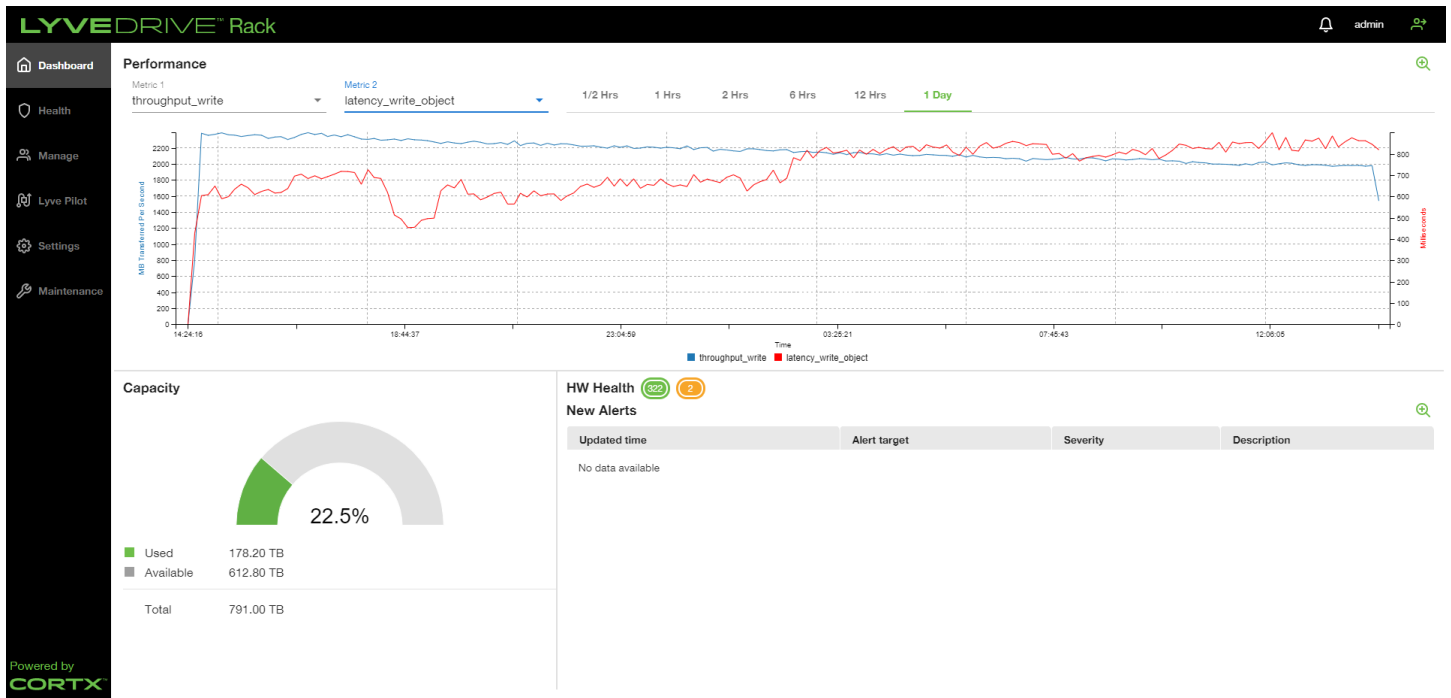 LYVEDRIVE™ Rack
admin
Dashboard
Health
Manage
Lyve Pilot
Settings
Maintenance
Powered by
CORTX™
Performance
Metric 1
throughput_write
Metric 2
latency_write_object
1/2 Hrs 1 Hrs 2 Hrs 6 Hrs 12 Hrs 1 Day
MB Transferred Per Second
2200
2000
1800
1600
1400
1200
1000
800
600
400
200
0
800
700
600
500
400
300
200
100
0
Miliseconds
14:24:16 18:44:37 23:04:59 03:25:21 07:45:43 12:06:05
Time
throughput_write latency_write_object
Capacity
22.5%
Used 178.20 TB
Available 612.80 TB
Total 791.00 TB
HW Health 322 2
New Alerts
Updated time Alert target Severity Description
No data available